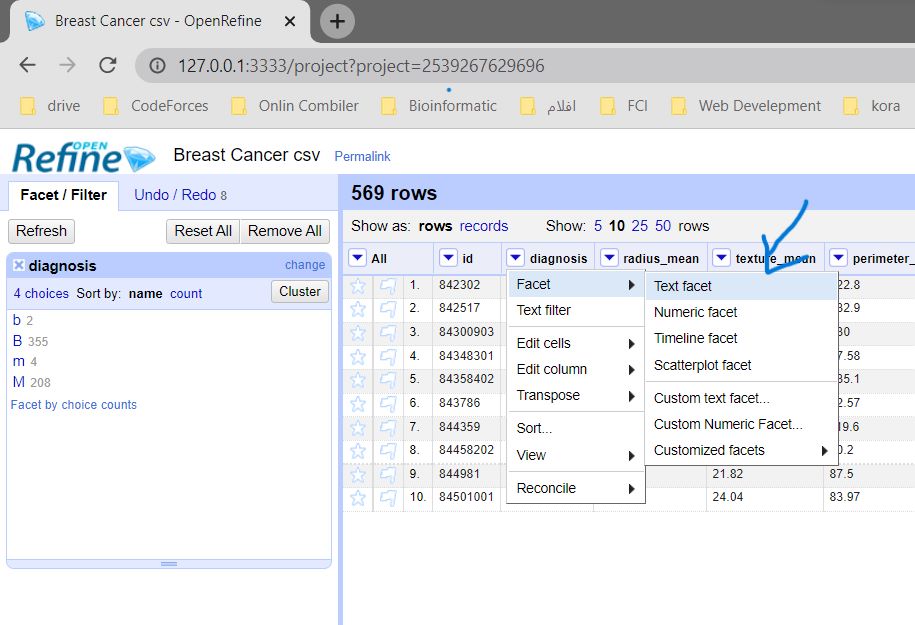 Breast Cancer csv - OpenRefine
127.0.0.1:3333/project?project=2539267629696
drive CodeForces Onlin Combiler Bioinformatic افلام FCI Web Develepment kora
OPEN
Refine Breast Cancer csv Permalink
Facet / Filter Undo / Redo 8
Refresh Reset All Remove All
diagnosis change
4 choices Sort by: name count Cluster
b 2
B 355
m 4
M 208
Facet by choice counts
569 rows
Show as: rows records Show: 5 10 25 50 rows
All id diagnosis radius_mean texture_mean perimeter_
1. 842302 22.8
2. 842517 32.9
3. 84300903 30
4. 84348301 7.58
5. 84358402 35.1
6. 843786 2.57
7. 844359 19.6
8. 84458202 0.2
9. 844981 21.82 87.5
10. 84501001 24.04 83.97
Facet
Text filter
Edit cells
Edit column
Transpose
Sort...
View
Reconcile
Text facet
Numeric facet
Timeline facet
Scatterplot facet
Custom text facet...
Custom Numeric Facet...
Customized facets